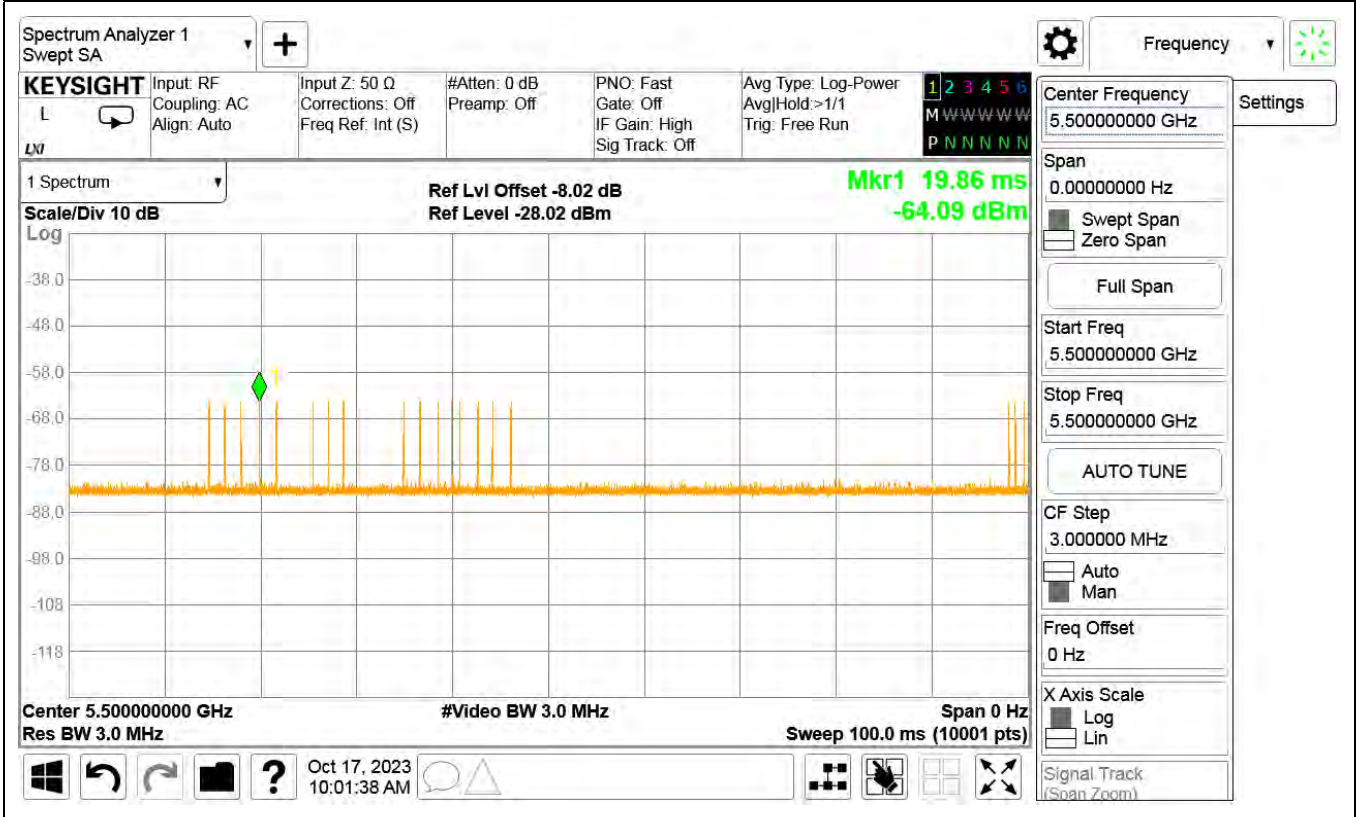 Spectrum Analyzer 1
Swept SA
+
Frequency
KEYSIGHT
L
LXI
Input: RF
Coupling: AC
Align: Auto
Input Z: 50 Ω
Corrections: Off
Freq Ref: Int (S)
#Atten: 0 dB
Preamp: Off
PNO: Fast
Gate: Off
IF Gain: High
Sig Track: Off
Avg Type: Log-Power
Avg|Hold:>1/1
Trig: Free Run
1 2 3 4 5 6
M W W W W W
P N N N N N
1 Spectrum
Scale/Div 10 dB
Log
Ref Lvl Offset -8.02 dB
Ref Level -28.02 dBm
Mkr1 19.86 ms
-64.09 dBm
-38.0
-48.0
-58.0
-68.0
-78.0
-88.0
-98.0
-108
-118
1
Center 5.500000000 GHz
Res BW 3.0 MHz
#Video BW 3.0 MHz
Span 0 Hz
Sweep 100.0 ms (10001 pts)
Center Frequency
5.500000000 GHz
Settings
Span
0.00000000 Hz
Swept Span
Zero Span
Full Span
Start Freq
5.500000000 GHz
Stop Freq
5.500000000 GHz
AUTO TUNE
CF Step
3.000000 MHz
Auto
Man
Freq Offset
0 Hz
X Axis Scale
Log
Lin
Signal Track
(Span Zoom)
?
Oct 17, 2023
10:01:38 AM